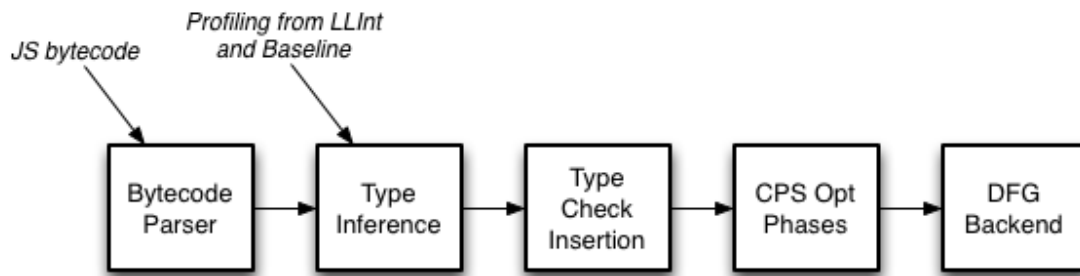 Profiling from LLInt
and Baseline
JS bytecode
Bytecode
Parser
Type
Inference
Type
Check
Insertion
CPS Opt
Phases
DFG
Backend